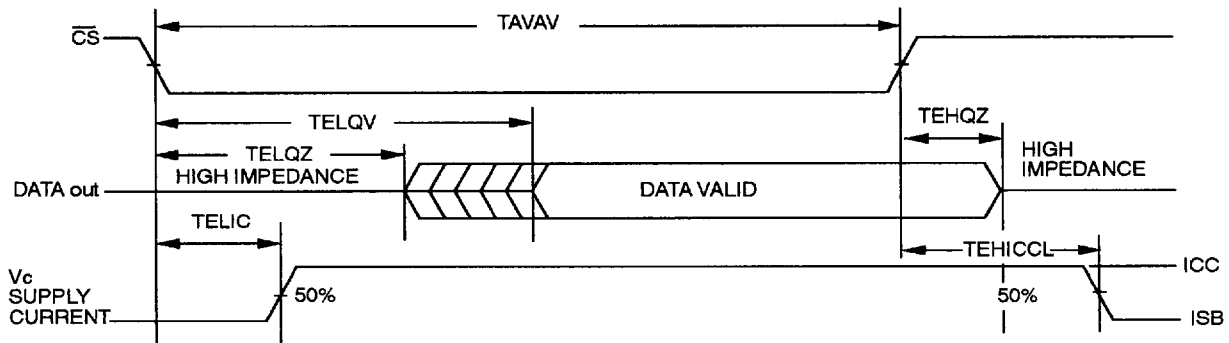 TAVAV
CS
TELQV
TEHQZ
TELQZ
HIGH IMPEDANCE
HIGH
IMPEDANCE
DATA out
DATA VALID
TELIC
TEHICCL
Vc
SUPPLY
CURRENT
50%
50%
ICC
ISB